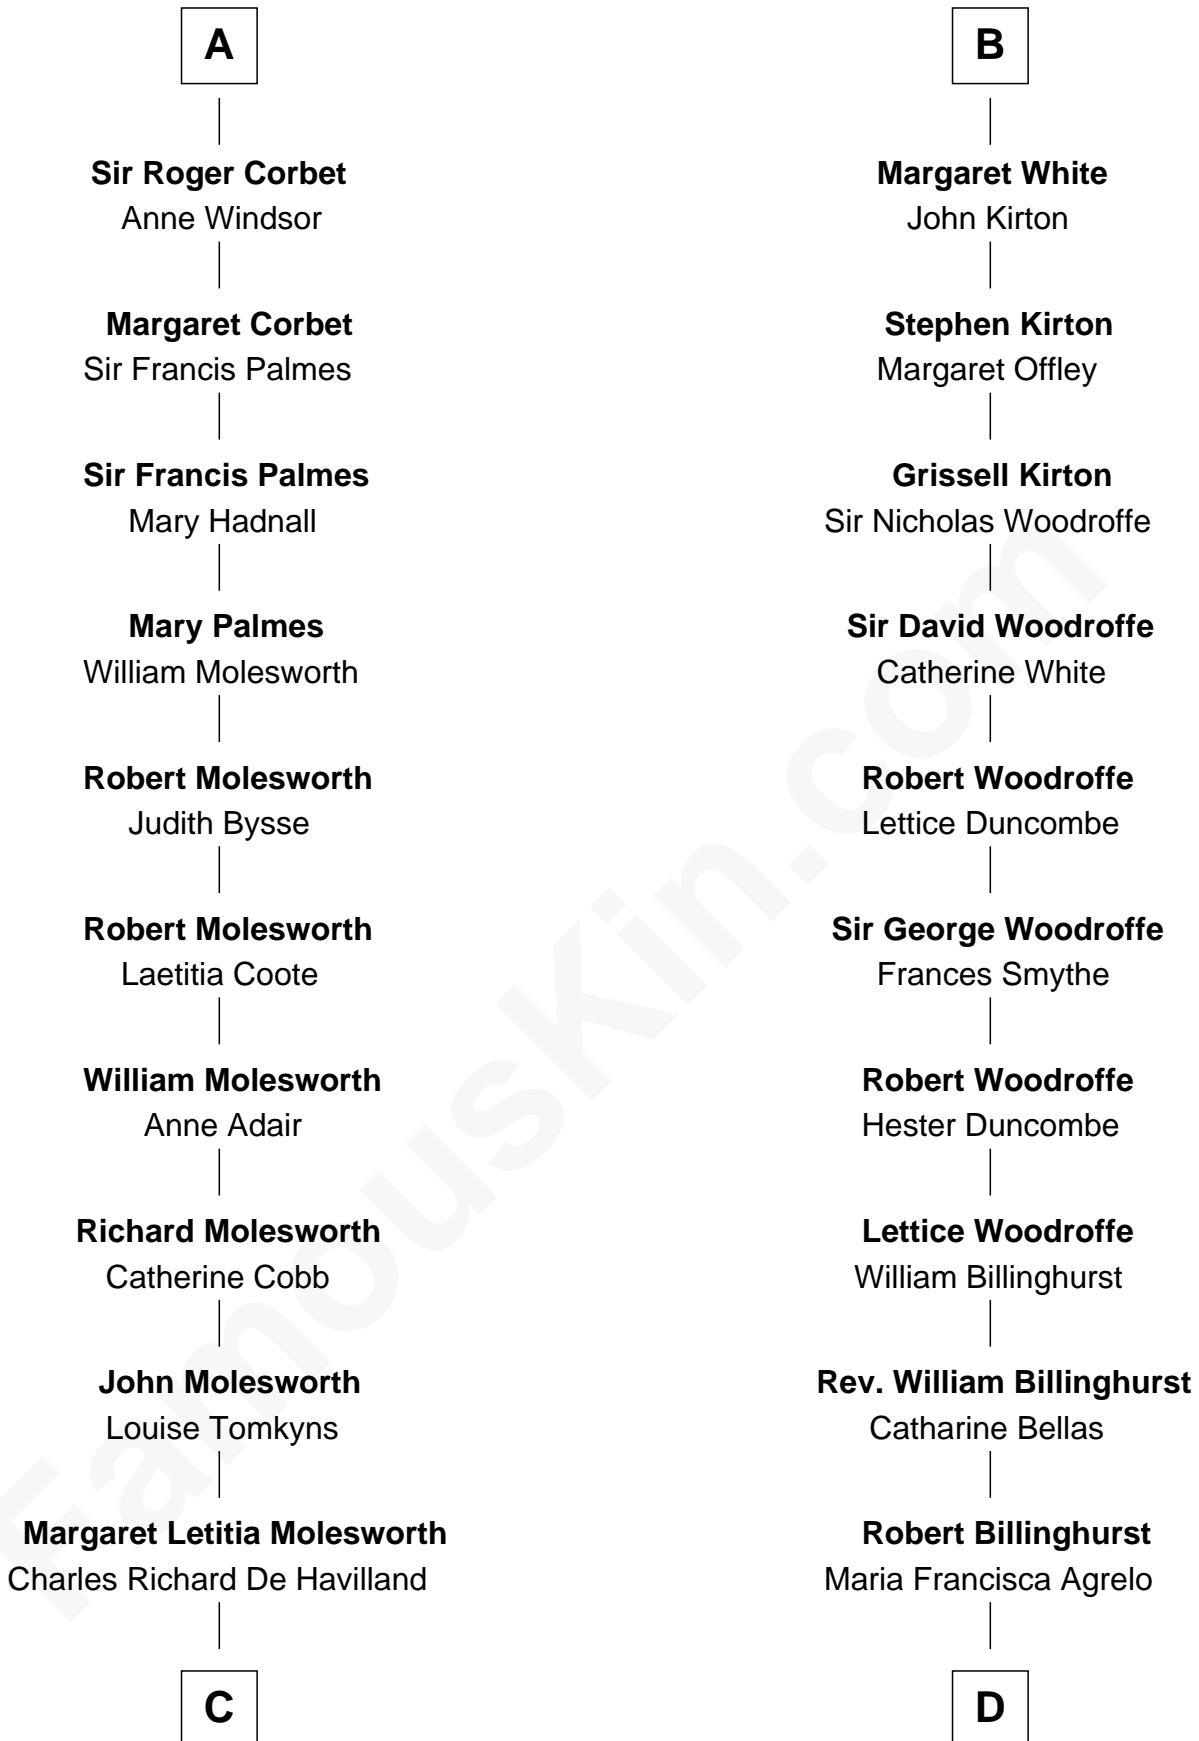 A
Sir Roger Corbet
Anne Windsor
Margaret Corbet
Sir Francis Palmes
Sir Francis Palmes
Mary Hadnall
Mary Palmes
William Molesworth
Robert Molesworth
Judith Bysse
Robert Molesworth
Laetitia Coote
William Molesworth
Anne Adair
Richard Molesworth
Catherine Cobb
John Molesworth
Louise Tomkyns
Margaret Letitia Molesworth
Charles Richard De Havilland
C
B
Margaret White
John Kirton
Stephen Kirton
Margaret Offley
Grissell Kirton
Sir Nicholas Woodroffe
Sir David Woodroffe
Catherine White
Robert Woodroffe
Lettice Duncombe
Sir George Woodroffe
Frances Smythe
Robert Woodroffe
Hester Duncombe
Lettice Woodroffe
William Billinghurst
Rev. William Billinghurst
Catharine Bellas
Robert Billinghurst
Maria Francisca Agrelo
D
FamousKin.com